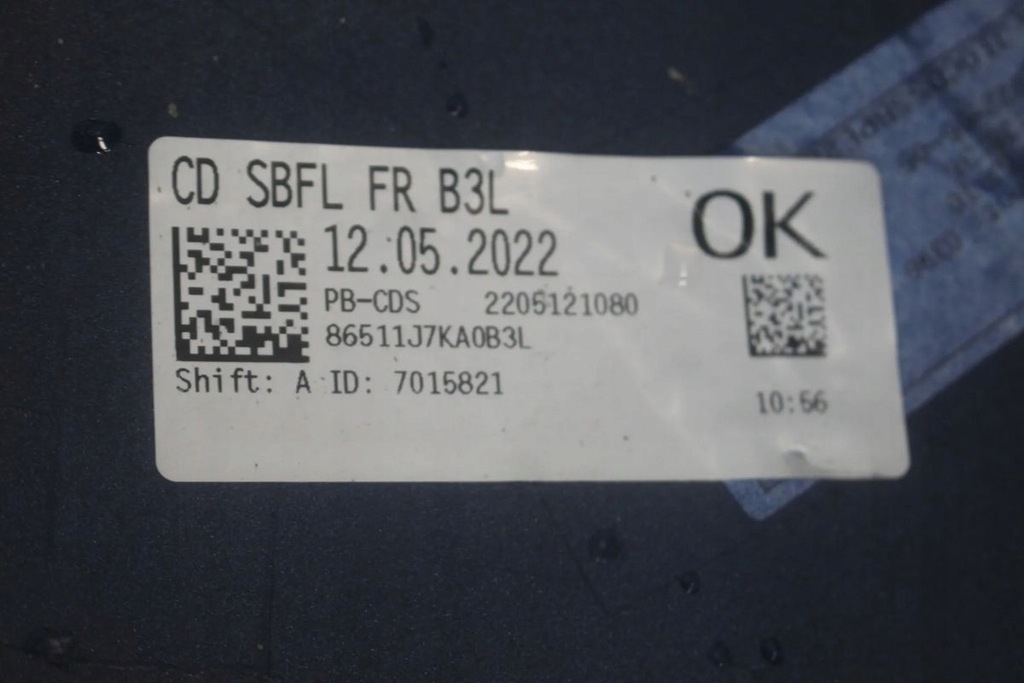 CD SBFL FR B3L
OK
12.05.2022
PB-CDS 2205121080
86511J7KA0B3L
Shift: A ID: 7015821
10:56